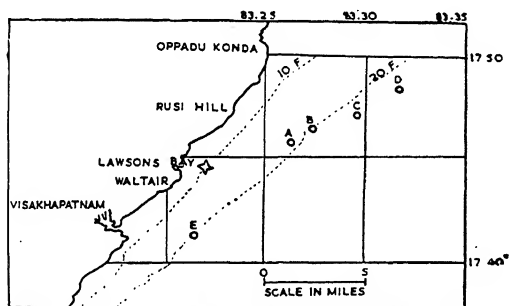 83.25 83.30 83.35
OPPADU KONDA
17.50
10 F.
20.F.
D
RUSI HILL
C
B
A
LAWSONS BAY
WALTAIR
VISAKHAPATNAM
E
17.40°
0 5
SCALE IN MILES